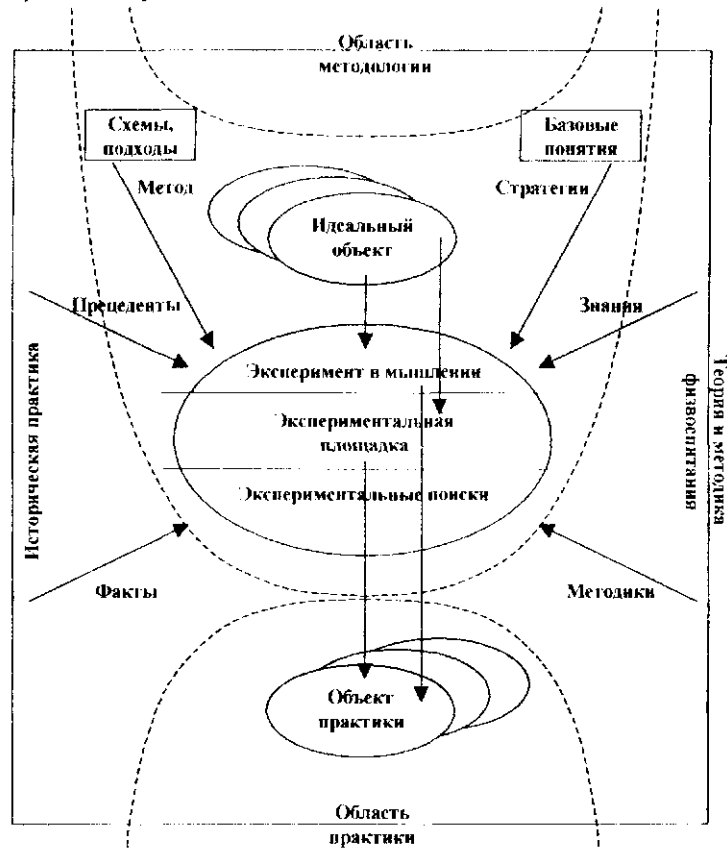 Область
методологии
Схемы,
подходы
Базовые
понятия
Метод
Стратегии
Идеальный
объект
Прецеденты
Знания
Эксперимент в мышлении
Экспериментальная
площадка
Экспериментальные поиски
Историческая практика
Теория и методика
физвоспитания
Факты
Методики
Объект
практики
Область
практики